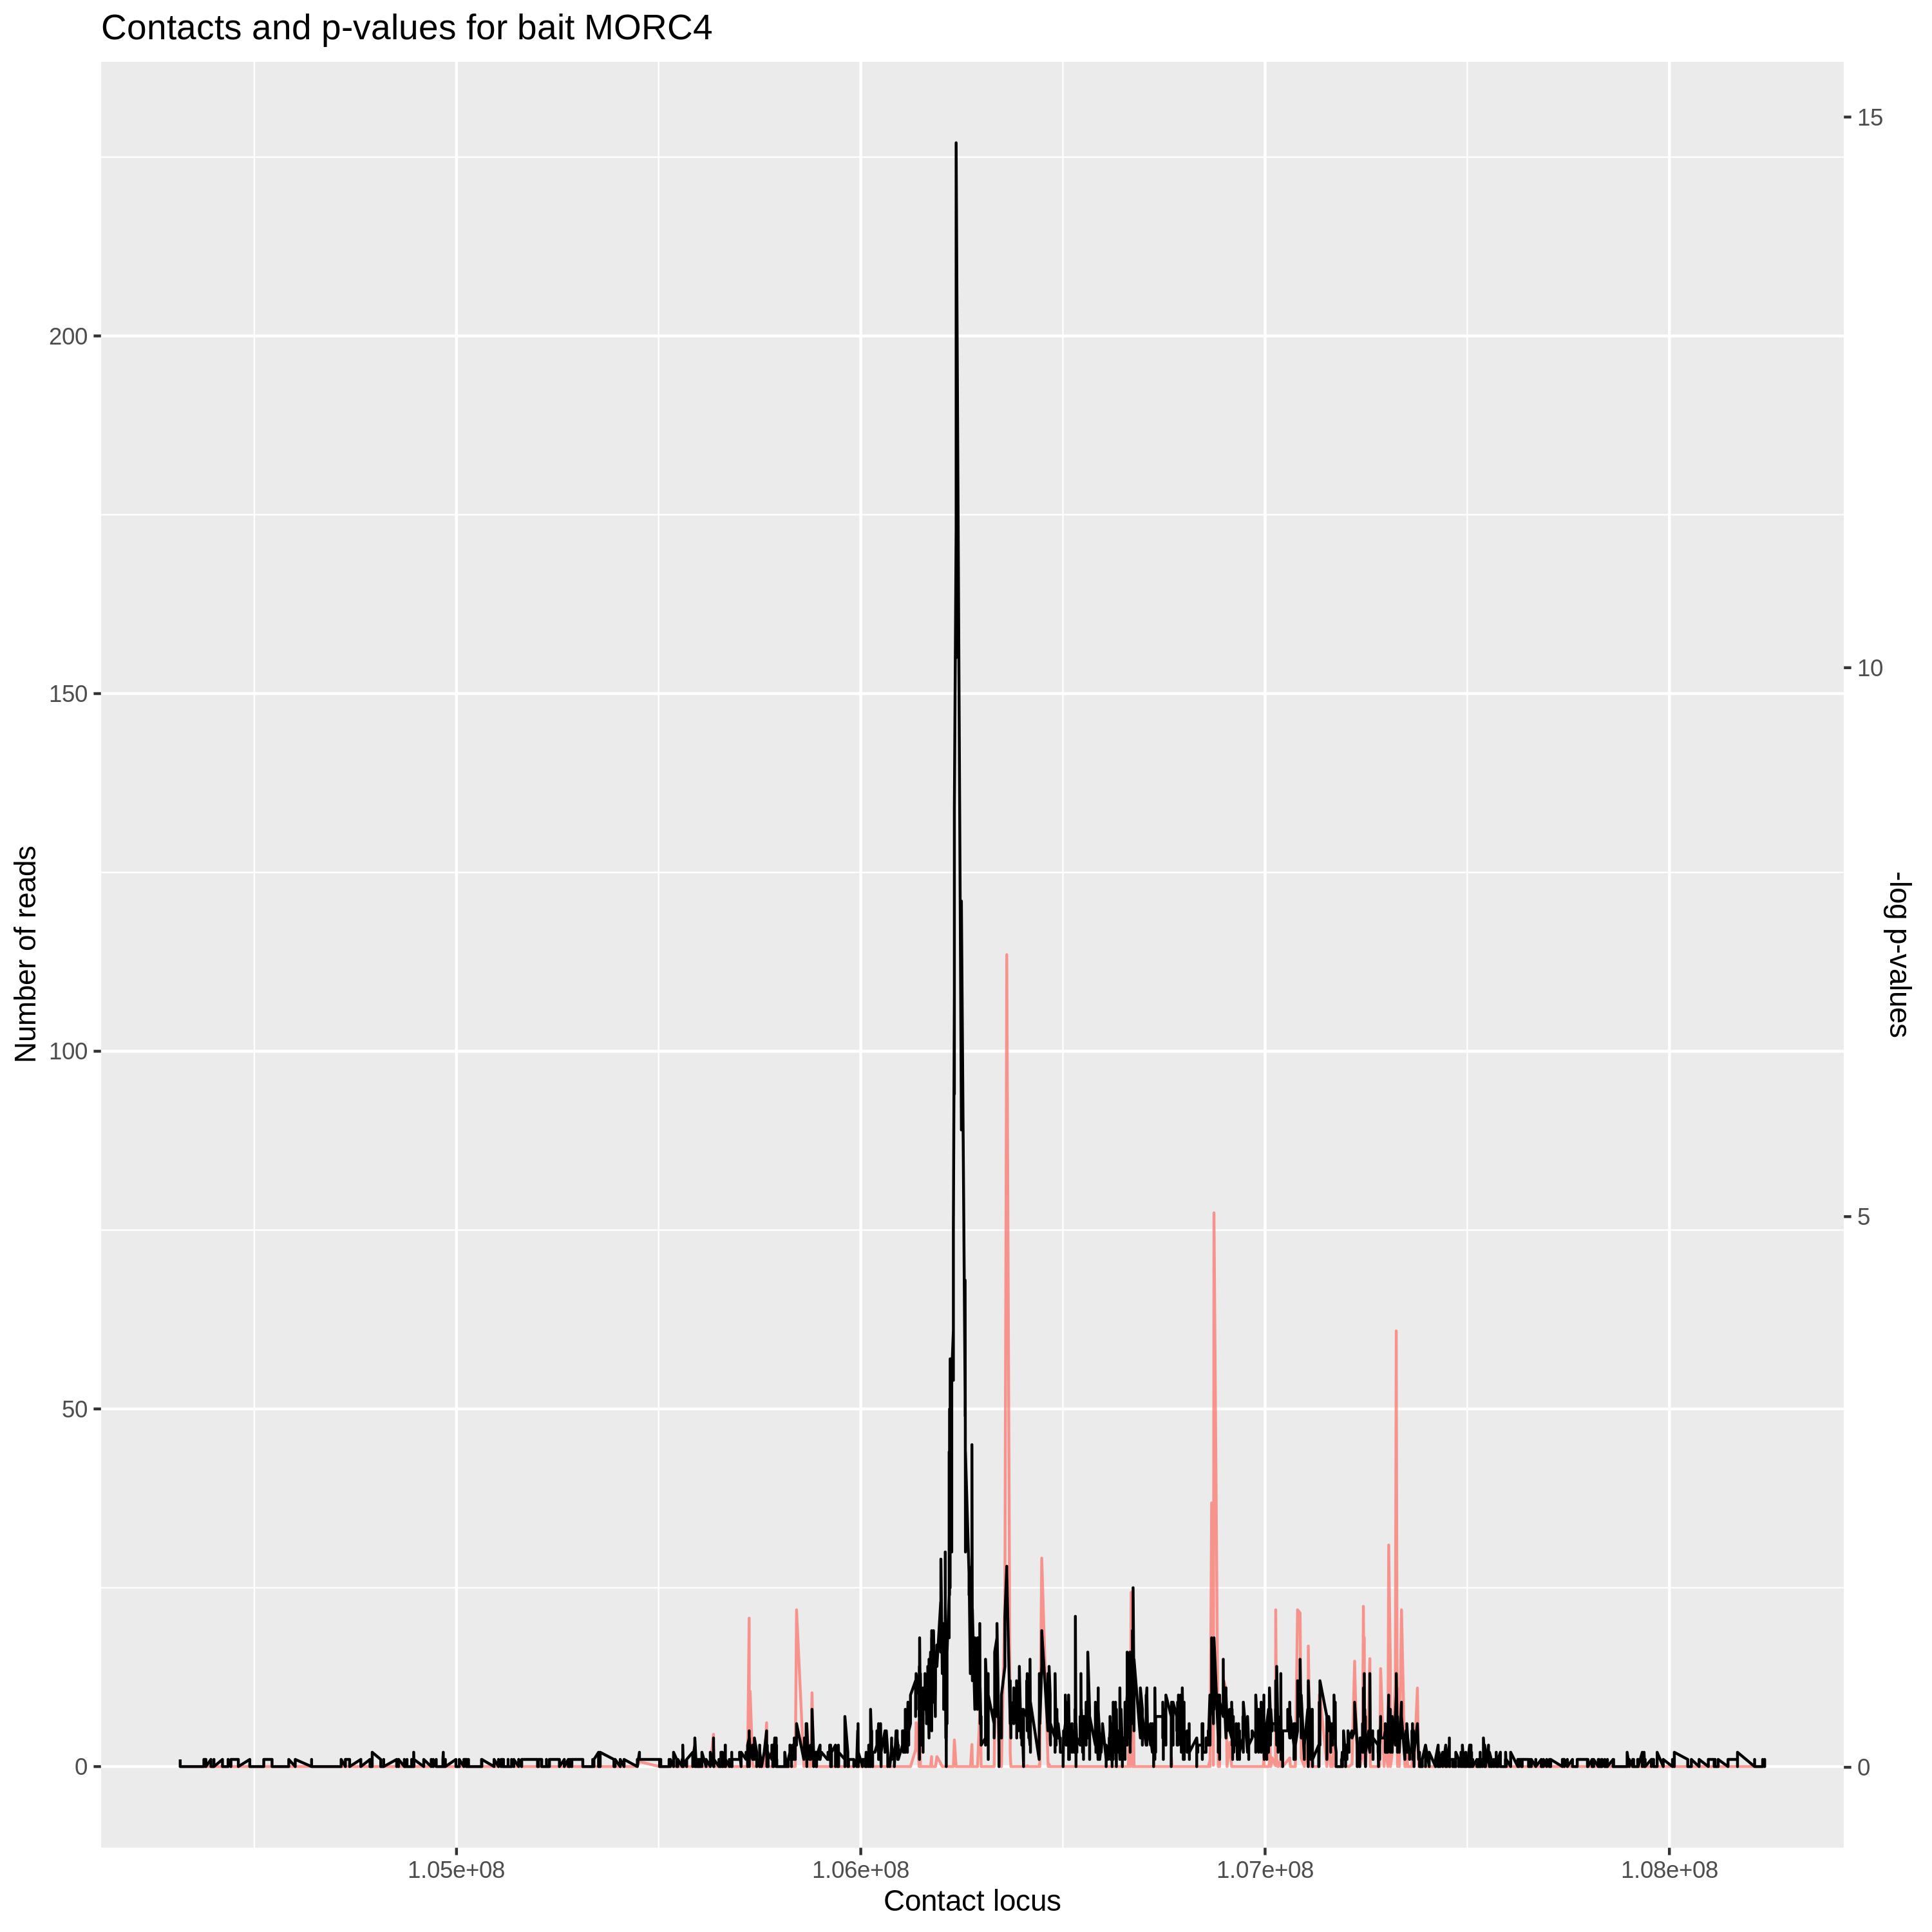 Contacts and p-values for bait MORC4
Number of reads
200
150
100
50
0
15
10
5
0
-log p-values
1.05e+08
1.06e+08
1.07e+08
1.08e+08
Contact locus